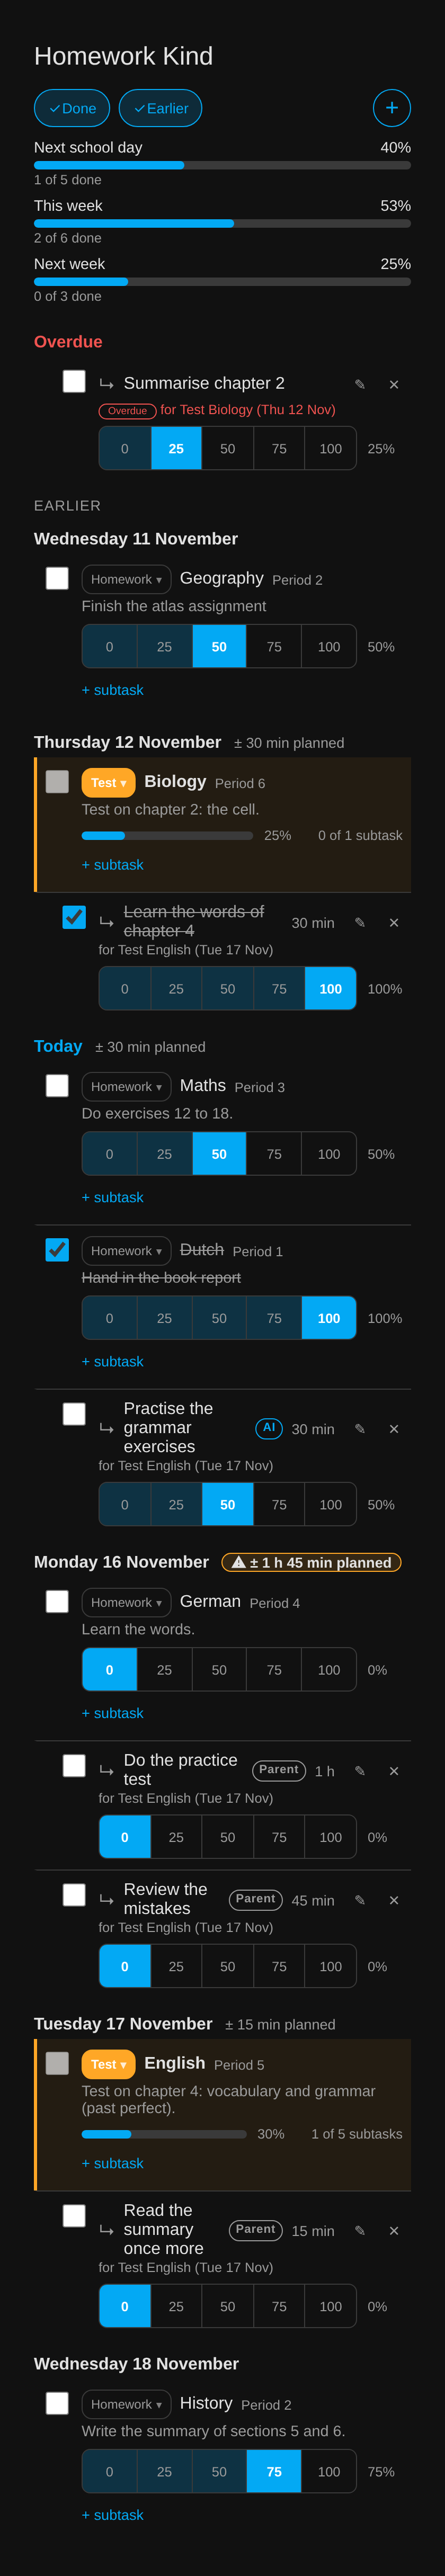 Homework Kind
✓Done ✓Earlier +
Next school day 40%
1 of 5 done
This week 53%
2 of 6 done
Next week 25%
0 of 3 done
Overdue
↳ Summarise chapter 2 ✎ ✕
Overdue for Test Biology (Thu 12 Nov)
0 25 50 75 100 25%
EARLIER
Wednesday 11 November
Homework ▾ Geography Period 2
Finish the atlas assignment
0 25 50 75 100 50%
+ subtask
Thursday 12 November ± 30 min planned
Test ▾ Biology Period 6
Test on chapter 2: the cell.
25% 0 of 1 subtask
+ subtask
↳ Learn the words of
chapter 4 30 min ✎ ✕
for Test English (Tue 17 Nov)
0 25 50 75 100 100%
Today ± 30 min planned
Homework ▾ Maths Period 3
Do exercises 12 to 18.
0 25 50 75 100 50%
+ subtask
Homework ▾ Dutch Period 1
Hand in the book report
0 25 50 75 100 100%
+ subtask
Practise the
↳ grammar AI 30 min ✎ ✕
exercises
for Test English (Tue 17 Nov)
0 25 50 75 100 50%
Monday 16 November ⚠ ± 1 h 45 min planned
Homework ▾ German Period 4
Learn the words.
0 25 50 75 100 0%
+ subtask
↳ Do the practice
test Parent 1 h ✎ ✕
for Test English (Tue 17 Nov)
0 25 50 75 100 0%
↳ Review the
mistakes Parent 45 min ✎ ✕
for Test English (Tue 17 Nov)
0 25 50 75 100 0%
Tuesday 17 November ± 15 min planned
Test ▾ English Period 5
Test on chapter 4: vocabulary and grammar
(past perfect).
30% 1 of 5 subtasks
+ subtask
Read the
↳ summary Parent 15 min ✎ ✕
once more
for Test English (Tue 17 Nov)
0 25 50 75 100 0%
Wednesday 18 November
Homework ▾ History Period 2
Write the summary of sections 5 and 6.
0 25 50 75 100 75%
+ subtask